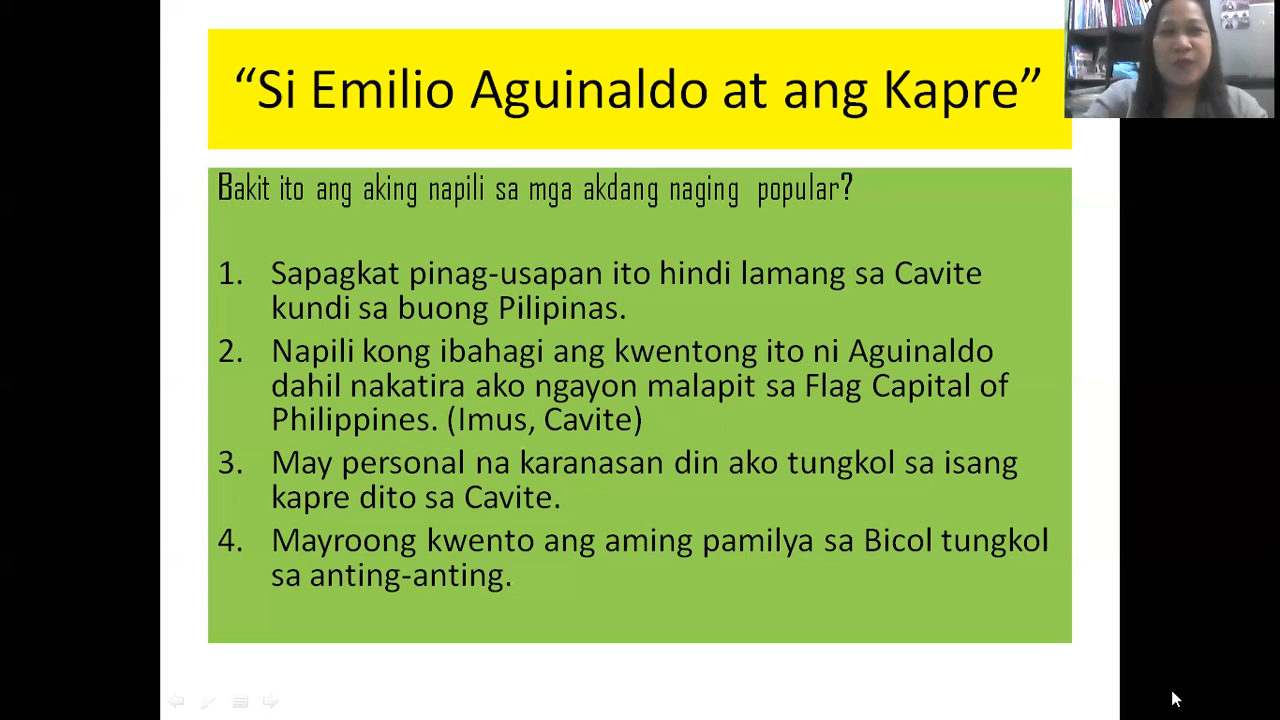 “Si Emilio Aguinaldo at ang Kapre”
Bakit ito ang aking napili sa mga akdang naging popular?
1. Sapagkat pinag-usapan ito hindi lamang sa Cavite
kundi sa buong Pilipinas.
2. Napili kong ibahagi ang kwentong ito ni Aguinaldo
dahil nakatira ako ngayon malapit sa Flag Capital of
Philippines. (Imus, Cavite)
3. May personal na karanasan din ako tungkol sa isang
kapre dito sa Cavite.
4. Mayroong kwento ang aming pamilya sa Bicol tungkol
sa anting-anting.